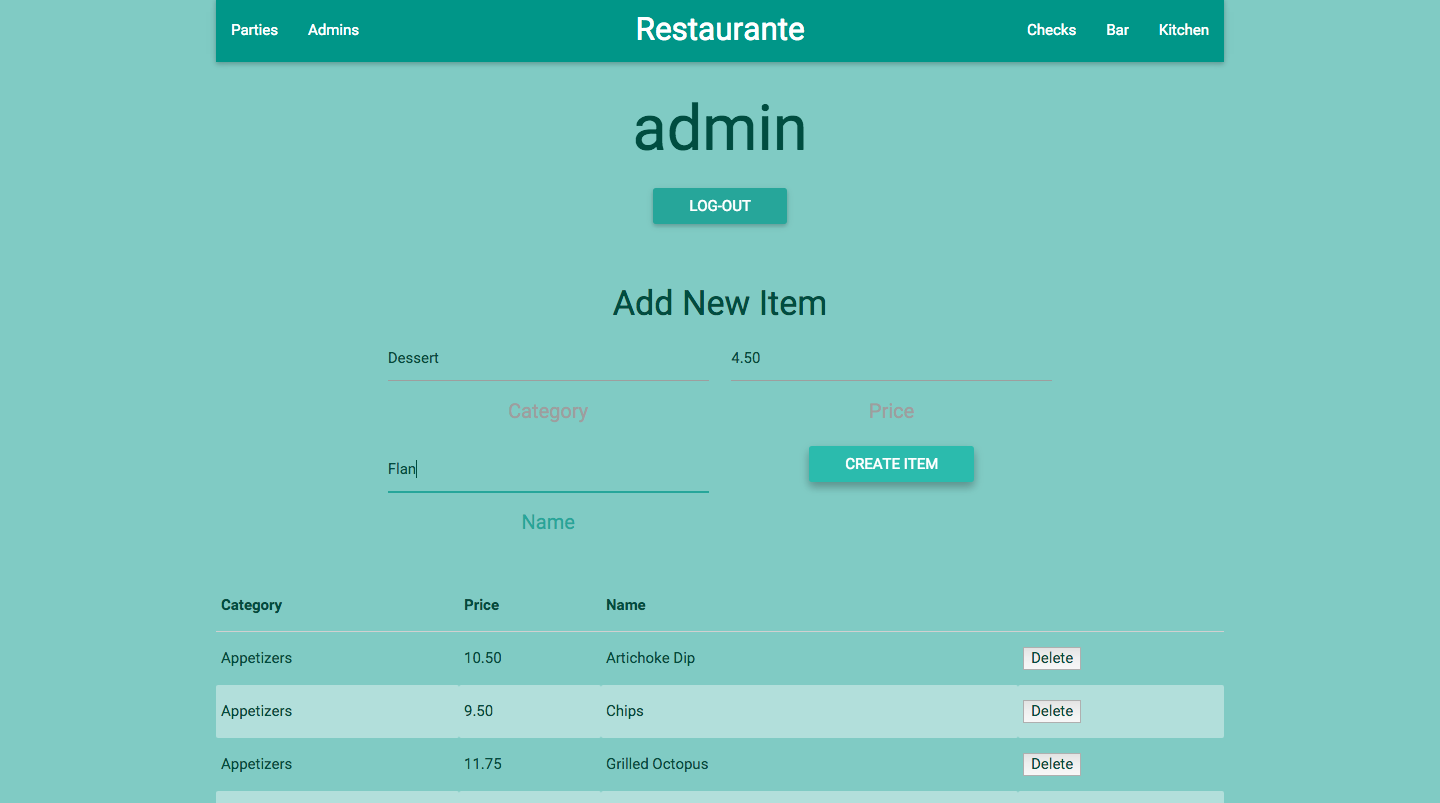 Parties Admins Restaurante Checks Bar Kitchen
admin
LOG-OUT
Add New Item
Dessert 4.50
Category Price
Flan CREATE ITEM
Name
Category Price Name
Appetizers 10.50 Artichoke Dip Delete
Appetizers 9.50 Chips Delete
Appetizers 11.75 Grilled Octopus Delete